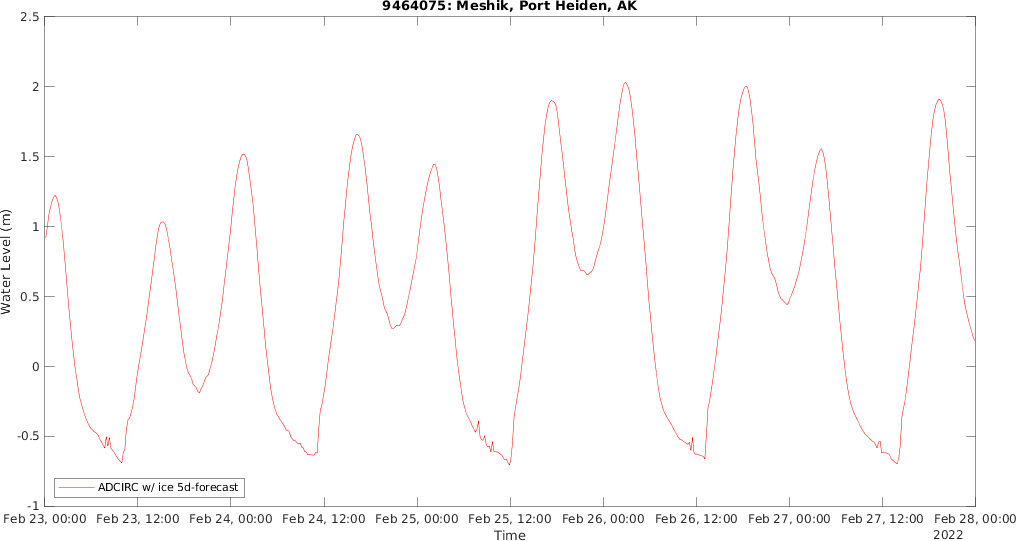 9464075: Meshik, Port Heiden, AK
2.5
2
1.5
1
0.5
0
-0.5
-1
Water Level (m)
ADCIRC w/ ice 5d-forecast
Feb 23, 00:00 Feb 23, 12:00 Feb 24, 00:00 Feb 24, 12:00 Feb 25, 00:00 Feb 25, 12:00 Feb 26, 00:00 Feb 26, 12:00 Feb 27, 00:00 Feb 27, 12:00 Feb 28, 00:00
Time
2022